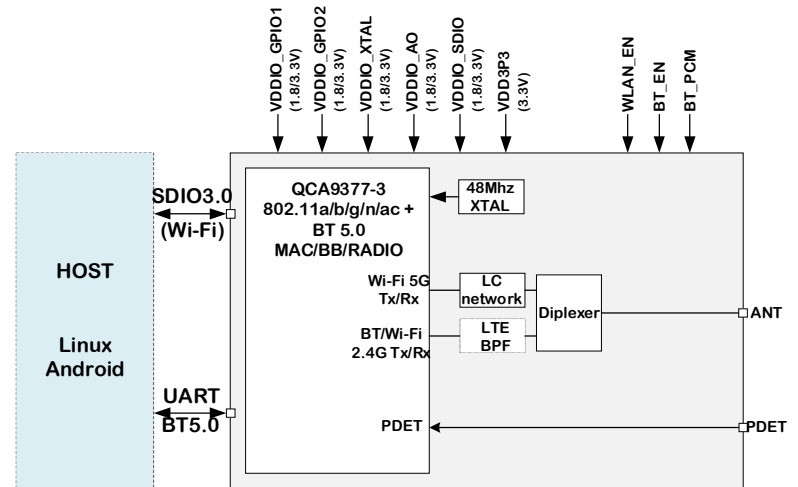 VDDIO_GPIO1
(1.8/3.3V)
VDDIO_GPIO2
(1.8/3.3V)
VDDIO_XTAL
(1.8/3.3V)
VDDIO_AO
(1.8/3.3V)
VDDIO_SDIO
(1.8/3.3V)
VDD3P3
(3.3V)
WLAN_EN
BT_EN
BT_PCM
HOST
Linux
Android
SDIO3.0
(Wi-Fi)
UART
BT5.0
QCA9377-3
802.11a/b/g/n/ac +
BT 5.0
MAC/BB/RADIO
48Mhz
XTAL
Wi-Fi 5G
Tx/Rx
LC
network
BT/Wi-Fi
2.4G Tx/Rx
LTE
BPF
Diplexer
ANT
PDET
PDET